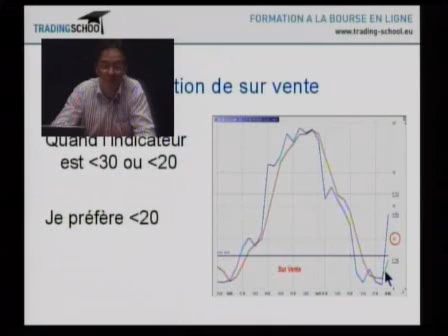 TRADINGSCHOOL
FORMATION A LA BOURSE EN LIGNE
www.trading-school.eu
tion de sur vente
Quand l'indicateur
est <30 ou <20
Je préfère <20
Sur Vente